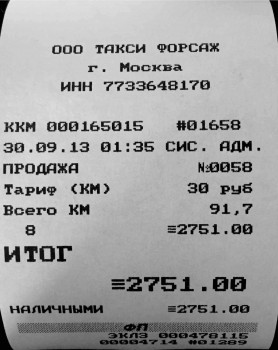 ООО ТАКСИ ФОРСАЖ
г. Москва
ИНН 7733648170
ККМ 000165015 #01658
30.09.13 01:35 СИС. АДМ.
ПРОДАЖА №0058
Тариф (КМ) 30 руб
Всего КМ 91,7
8 ≡2751.00
ИТОГ
≡2751.00
НАЛИЧНЫМИ ≡2751.00
ФП
ЭКЛЗ 000478115
00004714 #01289